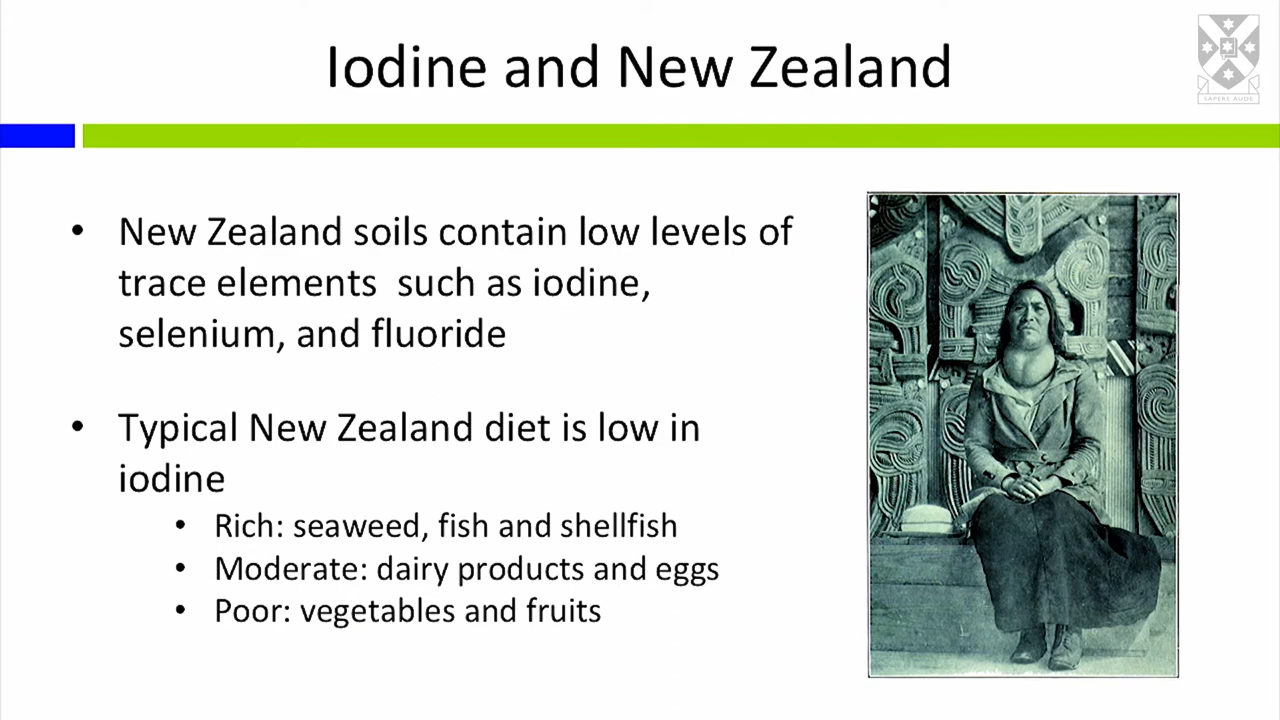 Iodine and New Zealand
SAPERE AUDE
• New Zealand soils contain low levels of
trace elements  such as iodine,
selenium, and fluoride
• Typical New Zealand diet is low in
iodine
• Rich: seaweed, fish and shellfish
• Moderate: dairy products and eggs
• Poor: vegetables and fruits